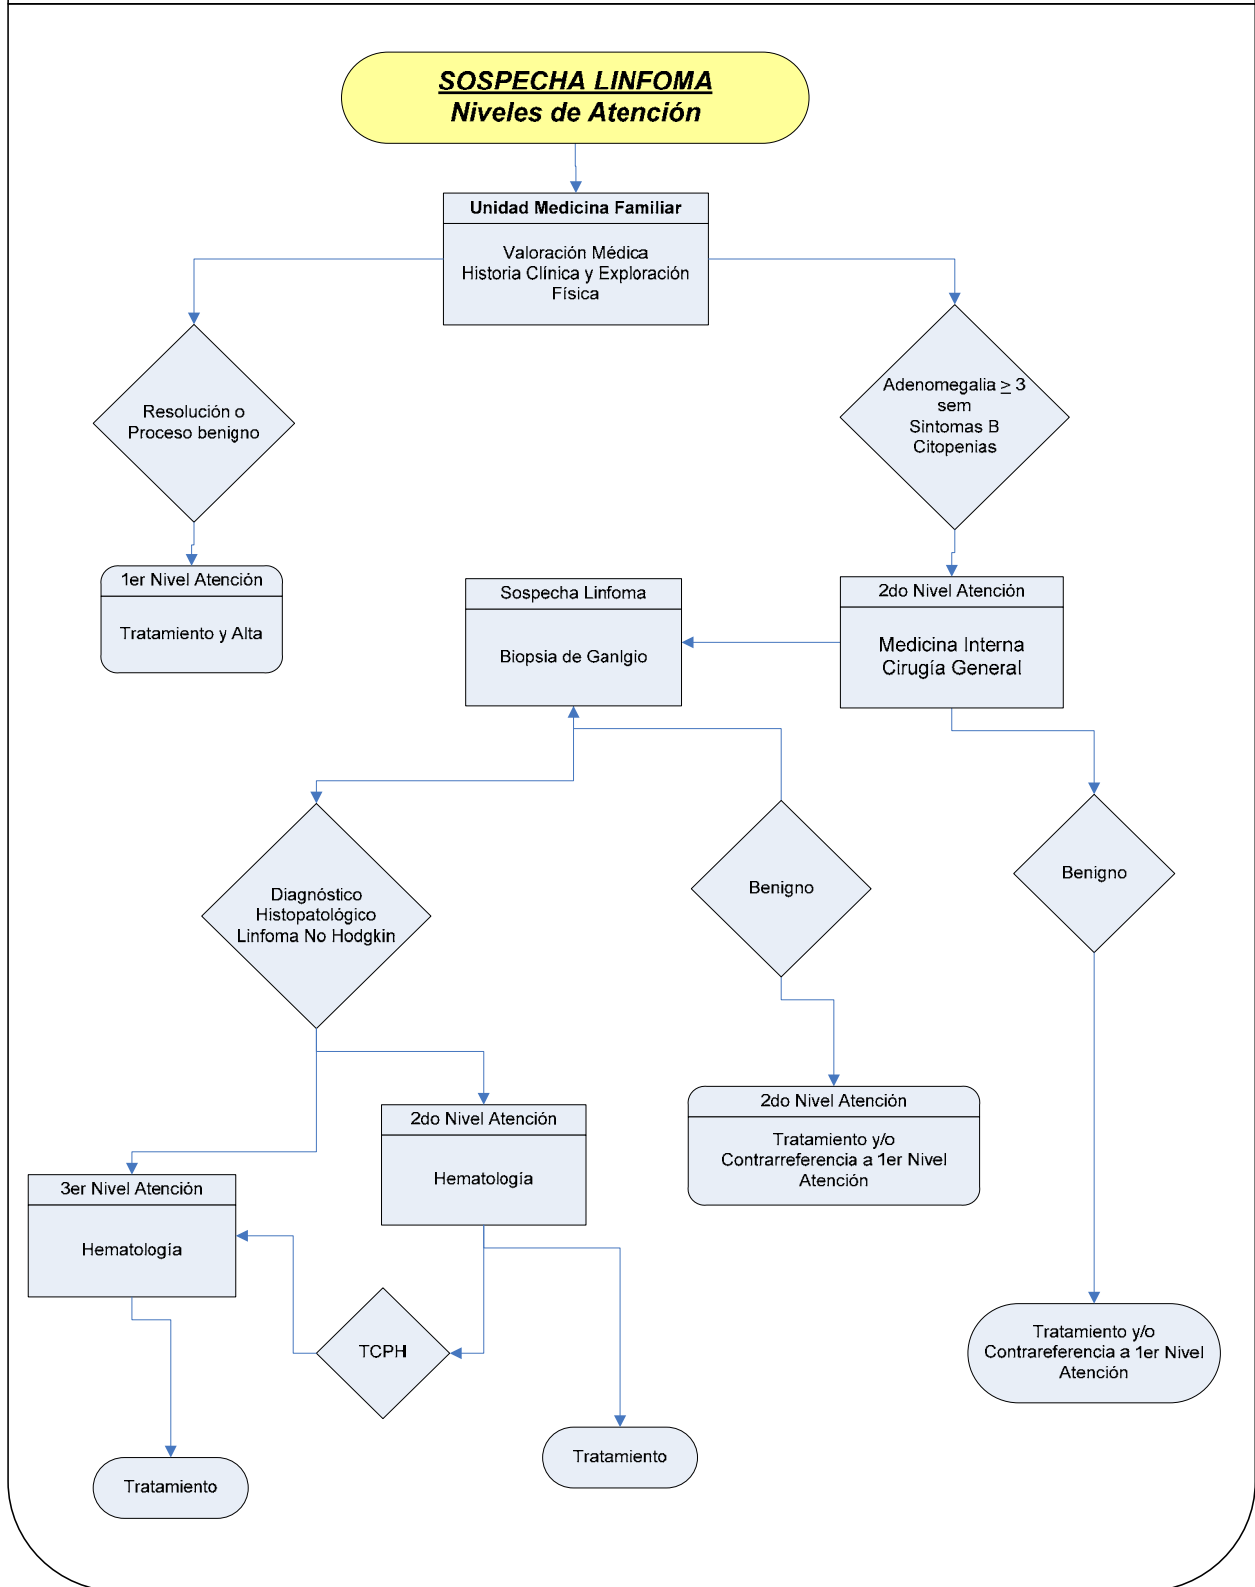 SOSPECHA LINFOMA
Niveles de Atención
Unidad Medicina Familiar
Valoración Médica
Historia Clínica y Exploración
Física
Resolución o
Proceso benigno
Adenomegalia ≥ 3
sem
Sintomas B
Citopenias
1er Nivel Atención
Tratamiento y Alta
Sospecha Linfoma
Biopsia de Ganlgio
2do Nivel Atención
Medicina Interna
Cirugía General
Diagnóstico
Histopatológico
Linfoma No Hodgkin
Benigno
Benigno
2do Nivel Atención
Hematología
2do Nivel Atención
Tratamiento y/o
Contrarreferencia a 1er Nivel
Atención
3er Nivel Atención
Hematología
TCPH
Tratamiento y/o
Contrareferencia a 1er Nivel
Atención
Tratamiento
Tratamiento